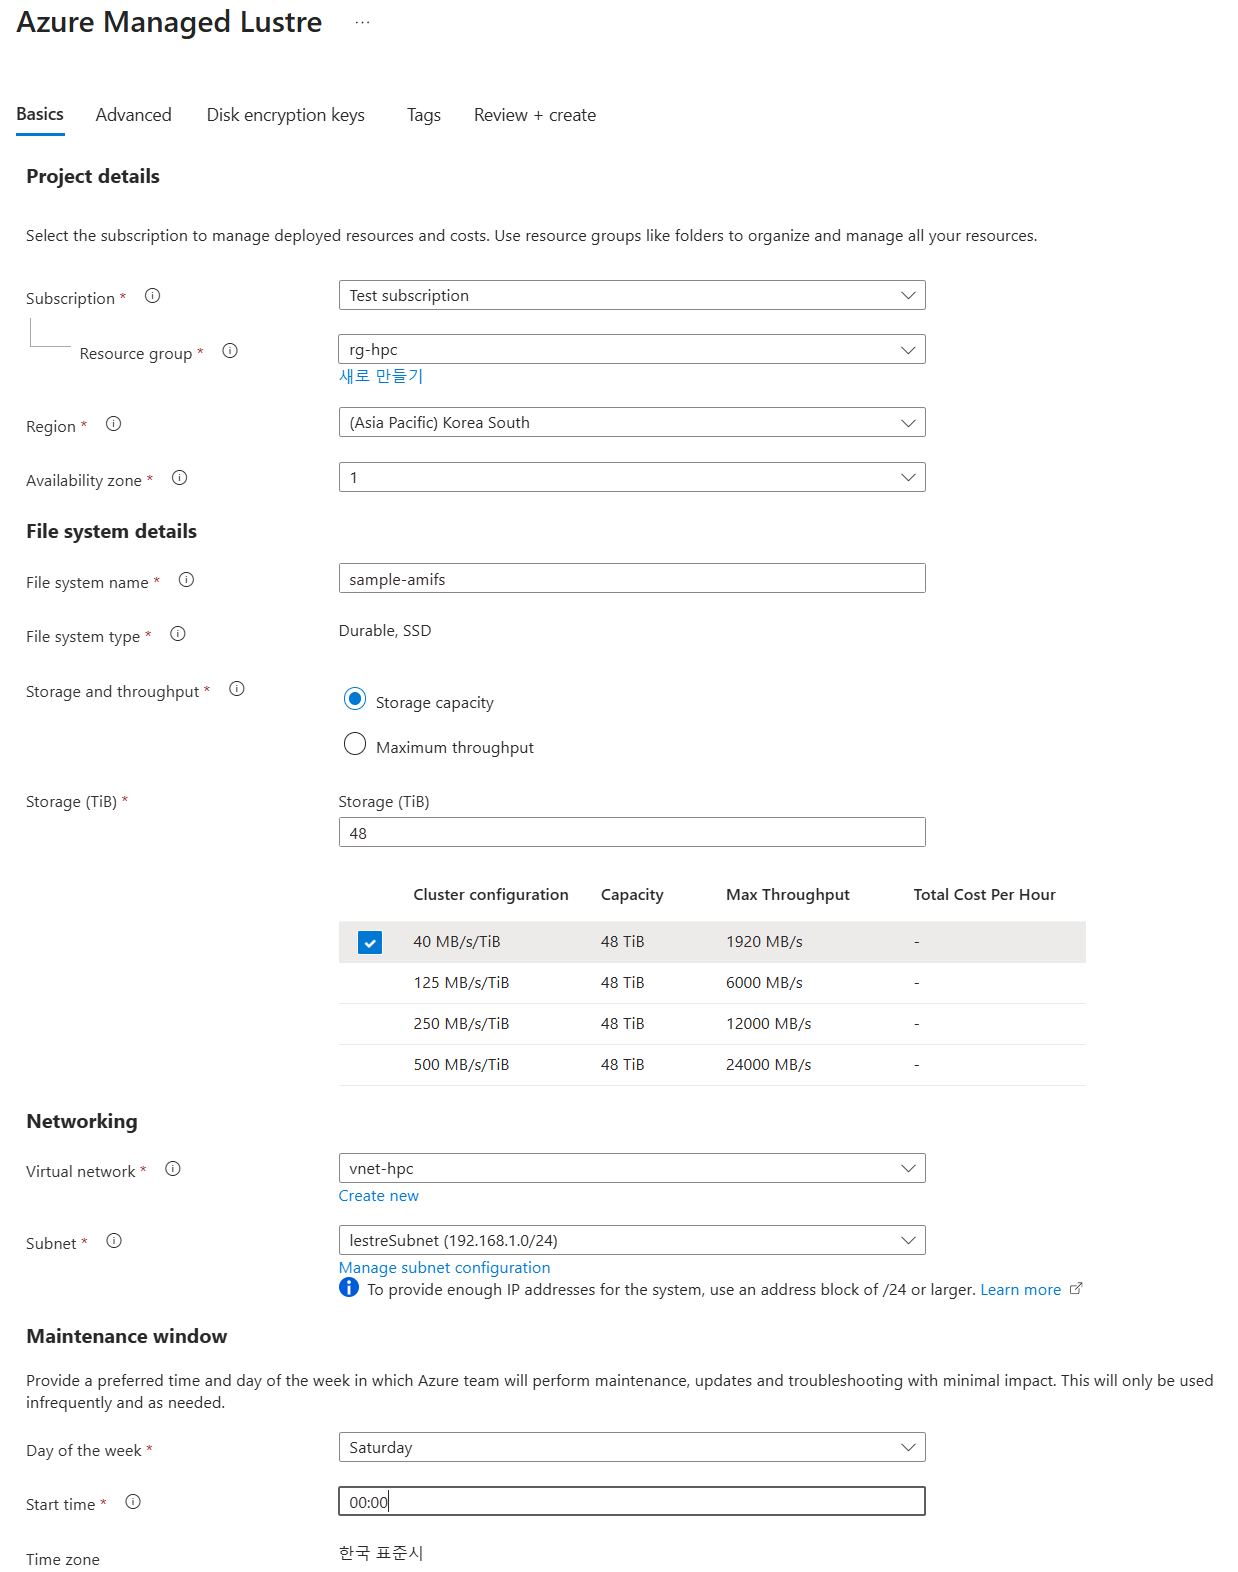 Azure Managed Lustre ...
Basics Advanced Disk encryption keys Tags Review + create
Project details
Select the subscription to manage deployed resources and costs. Use resource groups like folders to organize and manage all your resources.
Subscription * Test subscription
Resource group * rg-hpc
새로 만들기
Region * (Asia Pacific) Korea South
Availability zone * 1
File system details
File system name * sample-amifs
File system type * Durable, SSD
Storage and throughput *
Storage capacity
Maximum throughput
Storage (TiB) * Storage (TiB)
48
Cluster configuration Capacity Max Throughput Total Cost Per Hour
40 MB/s/TiB 48 TiB 1920 MB/s -
125 MB/s/TiB 48 TiB 6000 MB/s -
250 MB/s/TiB 48 TiB 12000 MB/s -
500 MB/s/TiB 48 TiB 24000 MB/s -
Networking
Virtual network * vnet-hpc
Create new
Subnet * lestreSubnet (192.168.1.0/24)
Manage subnet configuration
To provide enough IP addresses for the system, use an address block of /24 or larger. Learn more
Maintenance window
Provide a preferred time and day of the week in which Azure team will perform maintenance, updates and troubleshooting with minimal impact. This will only be used
infrequently and as needed.
Day of the week * Saturday
Start time * 00:00
Time zone 한국 표준시